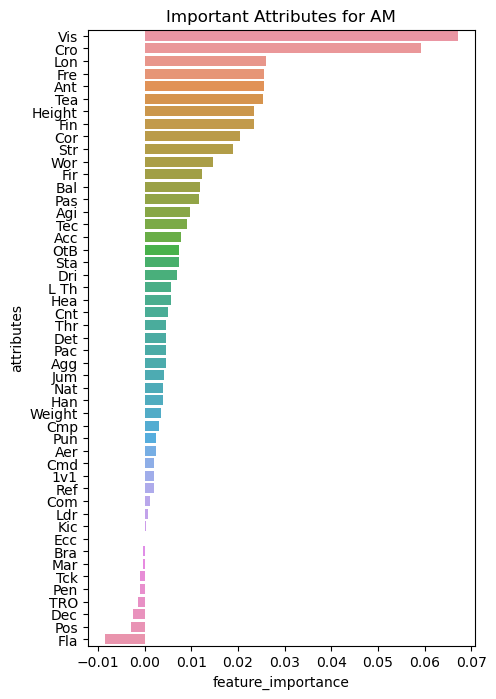 Important Attributes for AM
Vis
Cro
Lon
Fre
Ant
Tea
Height
Fin
Cor
Str
Wor
Fir
Bal
Pas
Agi
Tec
Acc
OtB
Sta
Dri
L Th
Hea
Cnt
Thr
Det
Pac
Agg
Jum
Nat
Han
Weight
Cmp
Pun
Aer
Cmd
1v1
Ref
Com
Ldr
Kic
Ecc
Bra
Mar
Tck
Pen
TRO
Dec
Pos
Fla
attributes
−0.01 0.00 0.01 0.02 0.03 0.04 0.05 0.06 0.07
feature_importance